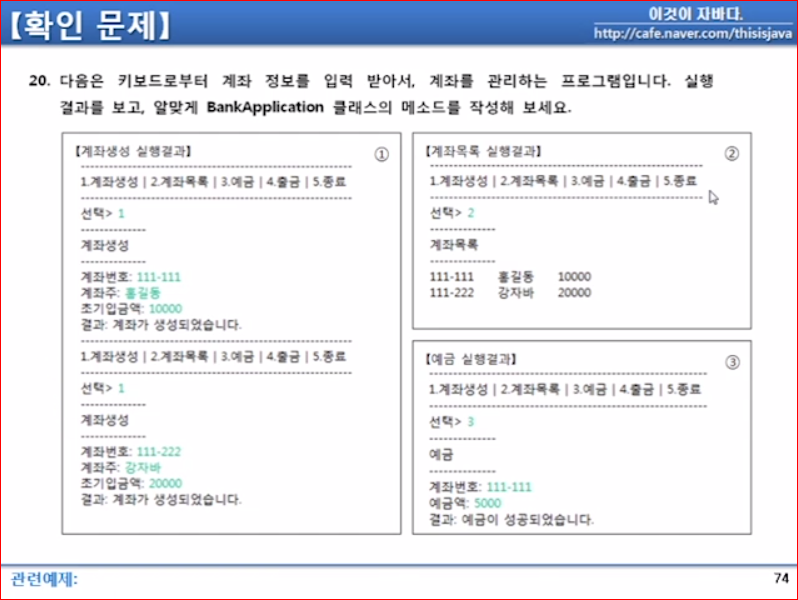 【확인 문제】
이것이 자바다.
http://cafe.naver.com/thisisjava
20. 다음은 키보드로부터 계좌 정보를 입력 받아서, 계좌를 관리하는 프로그램입니다. 실행
결과를 보고, 알맞게 BankApplication 클래스의 메소드를 작성해 보세요.
【계좌생성 실행결과】 ①
----------------------------------------------
1.계좌생성 | 2.계좌목록 | 3.예금 | 4.출금 | 5.종료
----------------------------------------------
선택> 1
--------------
계좌생성
--------------
계좌번호: 111-111
계좌주: 홍길동
초기입금액: 10000
결과: 계좌가 생성되었습니다.
----------------------------------------------
1.계좌생성 | 2.계좌목록 | 3.예금 | 4.출금 | 5.종료
----------------------------------------------
선택> 1
--------------
계좌생성
--------------
계좌번호: 111-222
계좌주: 강자바
초기입금액: 20000
결과: 계좌가 생성되었습니다.
【계좌목록 실행결과】 ②
----------------------------------------------
1.계좌생성 | 2.계좌목록 | 3.예금 | 4.출금 | 5.종료
----------------------------------------------
선택> 2
--------------
계좌목록
--------------
111-111 홍길동 10000
111-222 강자바 20000
【예금 실행결과】 ③
----------------------------------------------
1.계좌생성 | 2.계좌목록 | 3.예금 | 4.출금 | 5.종료
----------------------------------------------
선택> 3
--------------
예금
--------------
계좌번호: 111-111
예금액: 5000
결과: 예금이 성공되었습니다.
관련예제:
74